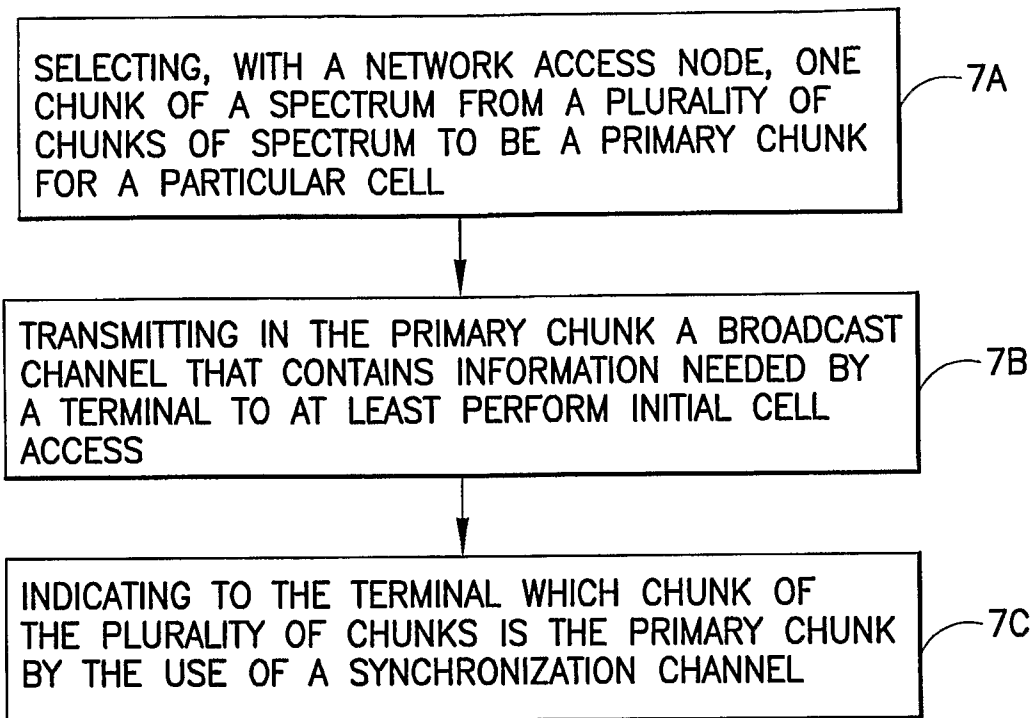 SELECTING, WITH A NETWORK ACCESS NODE, ONE
CHUNK OF A SPECTRUM FROM A PLURALITY OF
CHUNKS OF SPECTRUM TO BE A PRIMARY CHUNK
FOR A PARTICULAR CELL
7A
TRANSMITTING IN THE PRIMARY CHUNK A BROADCAST
CHANNEL THAT CONTAINS INFORMATION NEEDED BY
A TERMINAL TO AT LEAST PERFORM INITIAL CELL
ACCESS
7B
INDICATING TO THE TERMINAL WHICH CHUNK OF
THE PLURALITY OF CHUNKS IS THE PRIMARY CHUNK
BY THE USE OF A SYNCHRONIZATION CHANNEL
7C